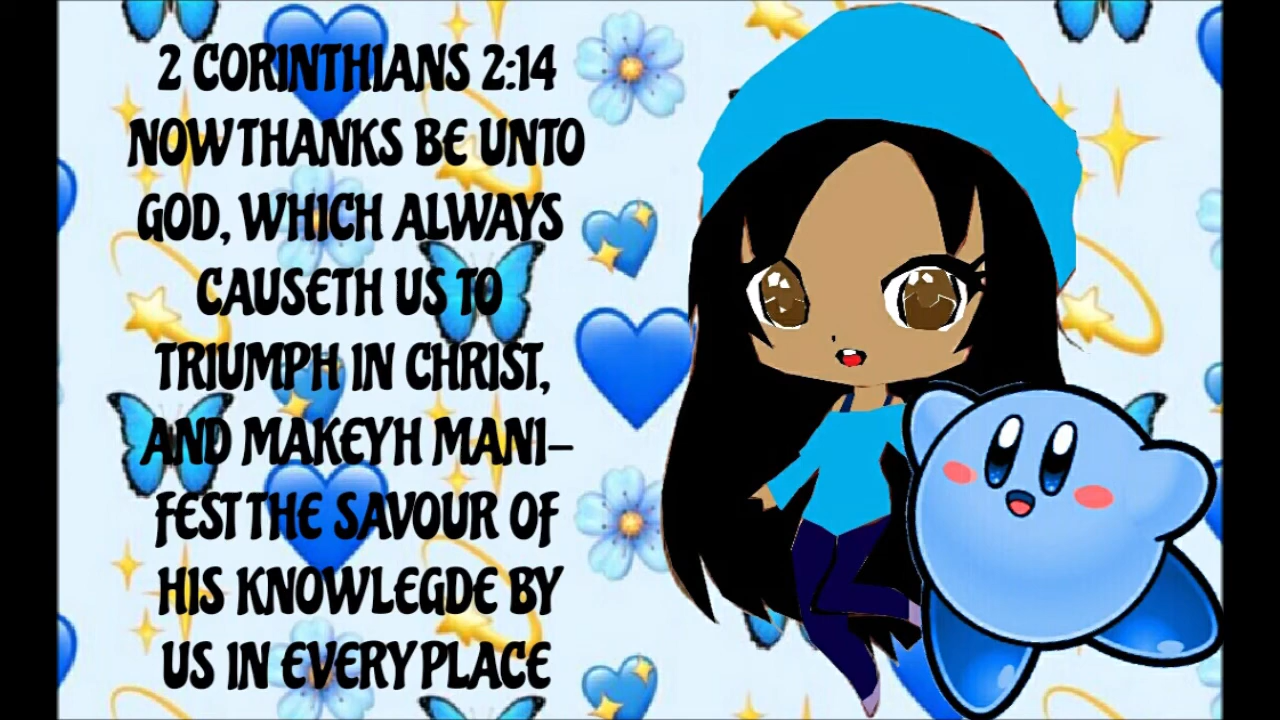 2 CORINTHIANS 2:14
NOW THANKS BE UNTO
GOD, WHICH ALWAYS
CAUSETH US TO
TRIUMPH IN CHRIST,
AND MAKEYH MANI-
FEST THE SAVOUR OF
HIS KNOWLEGDE BY
US IN EVERY PLACE